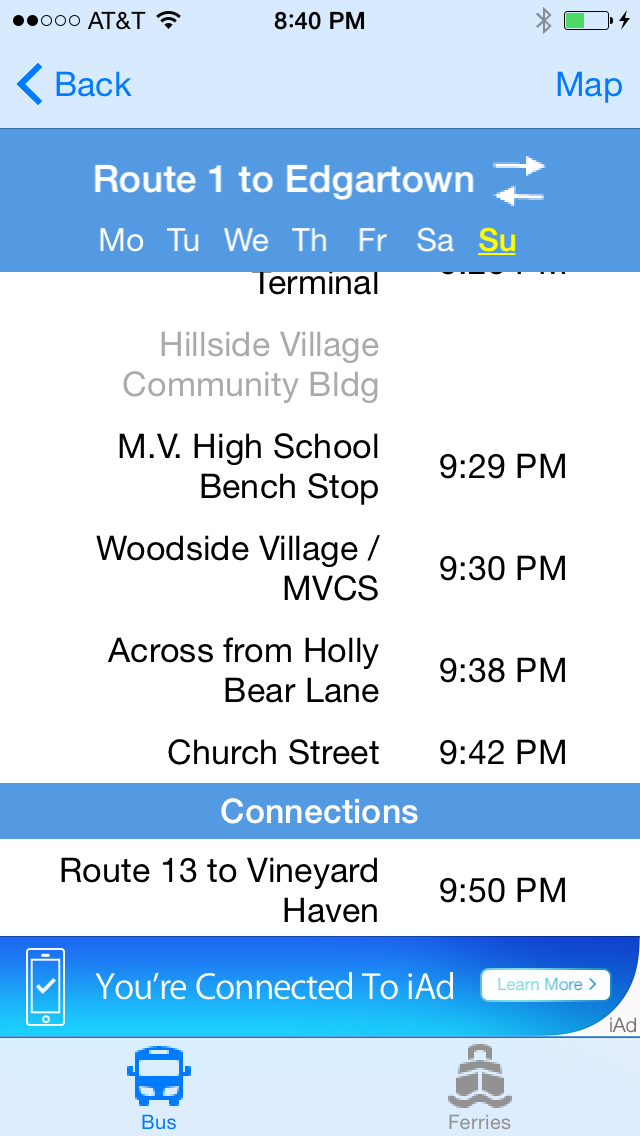 AT&T 8:40 PM
Back Map
Route 1 to Edgartown
Mo Tu We Th Fr Sa Su
Terminal
Hillside Village
Community Bldg
M.V. High School
Bench Stop
9:29 PM
Woodside Village /
MVCS
9:30 PM
Across from Holly
Bear Lane
9:38 PM
Church Street 9:42 PM
Connections
Route 13 to Vineyard
Haven
9:50 PM
You're Connected To iAd
Learn More >
iAd
Bus Ferries